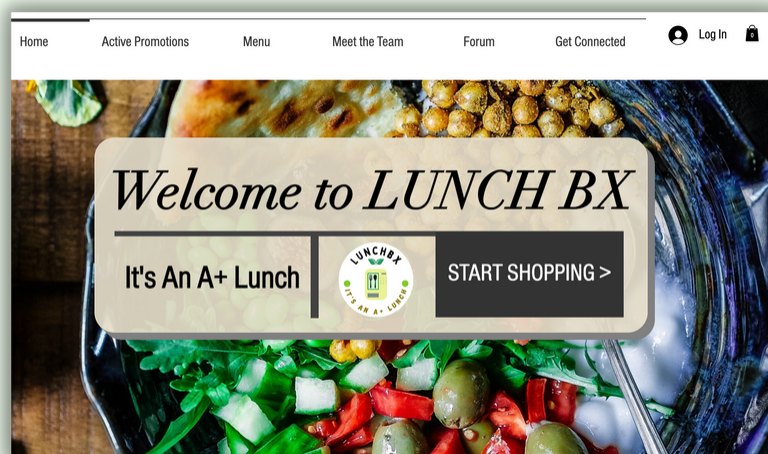 Home
Active Promotions
Menu
Meet the Team
Forum
Get Connected
Log In
0
Welcome to LUNCH BX
It's An A+ Lunch
LUNCHBX
IT'S AN A+ LUNCH
START SHOPPING >